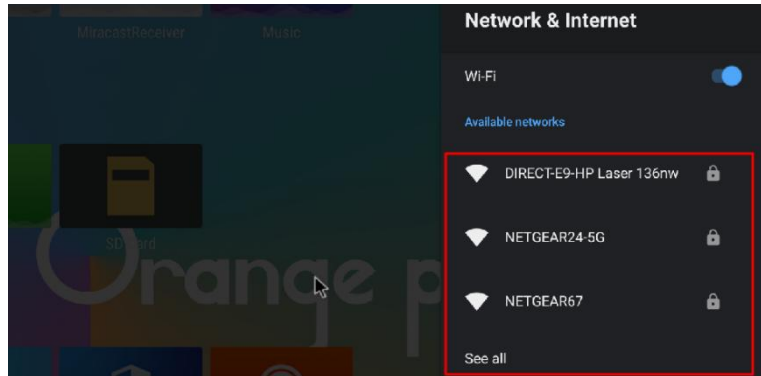 MiracastReceiver
Music
SD card
Orange p
Network & Internet
Wi-Fi
Available networks
DIRECT-E9-HP Laser 136nw
NETGEAR24-5G
NETGEAR67
See all